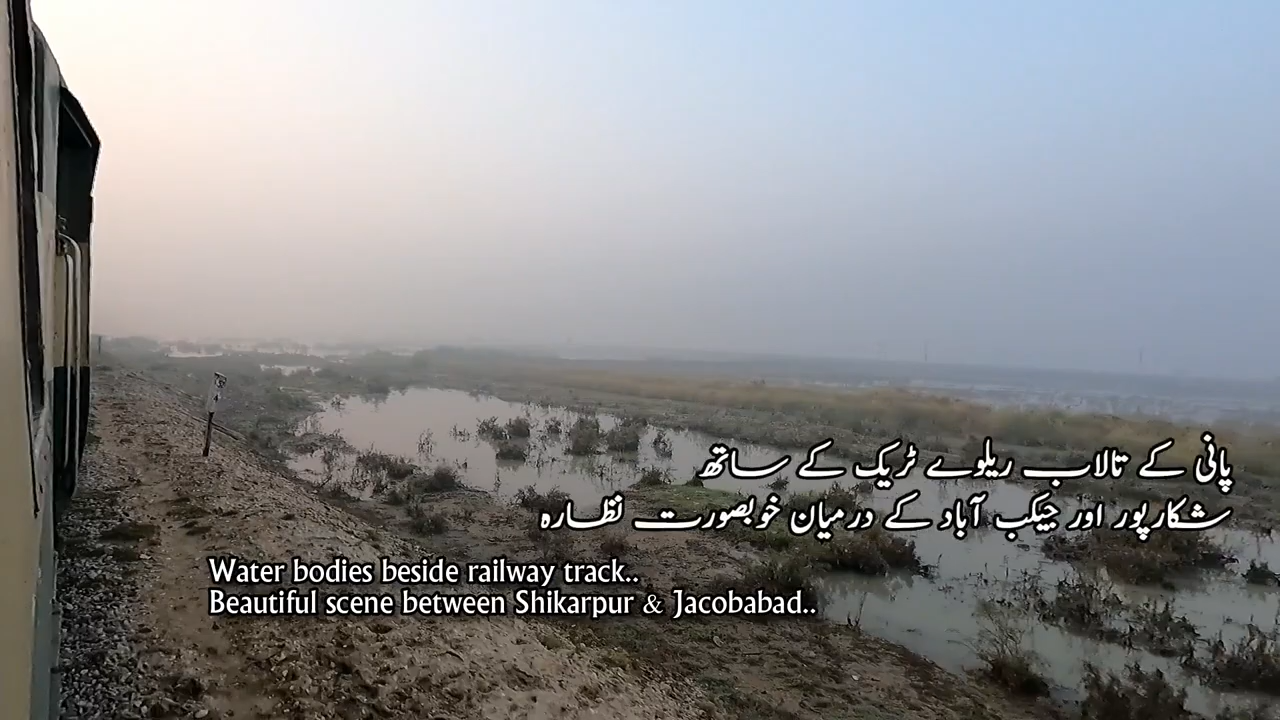 پانی کے تالاب ریلوے ٹریک کے ساتھ
شکارپور اور جیکب آباد کے درمیان خوبصورت نظارہ
Water bodies beside railway track..
Beautiful scene between Shikarpur & Jacobabad..